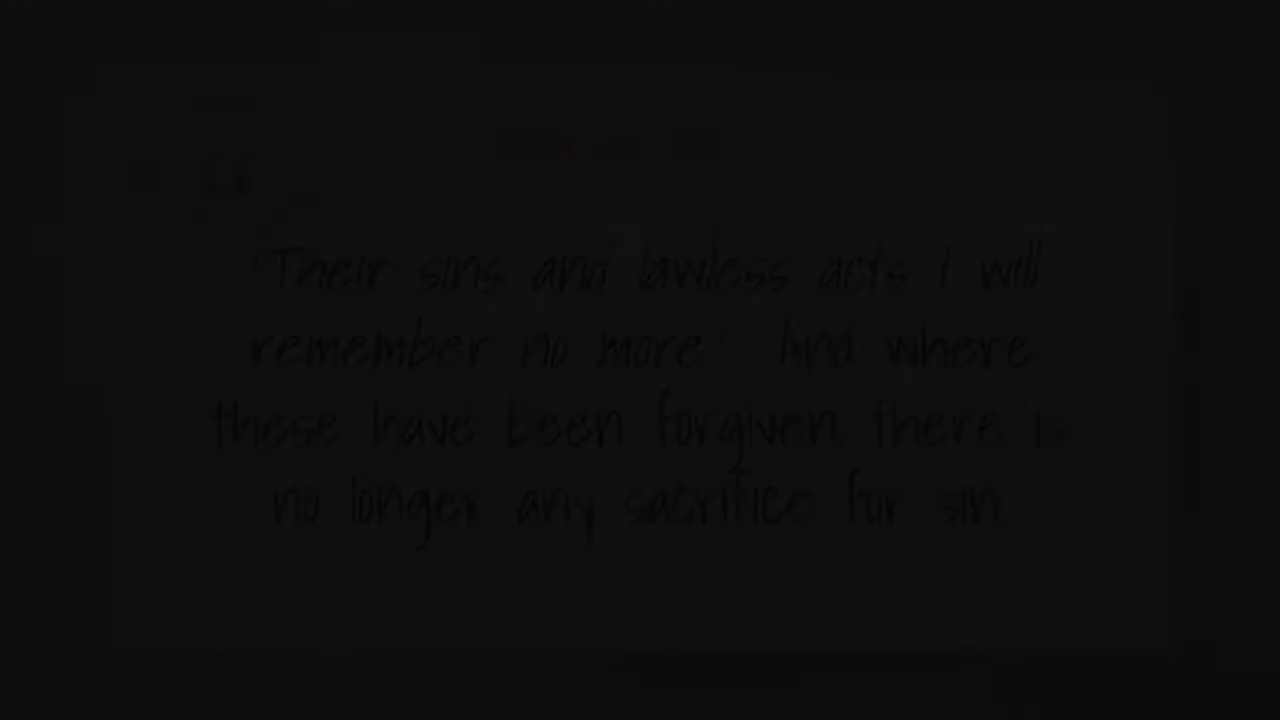 "
"Their sins and lawless acts I will
remember no more." And where
these have been forgiven, there is
no longer any sacrifice for sin.